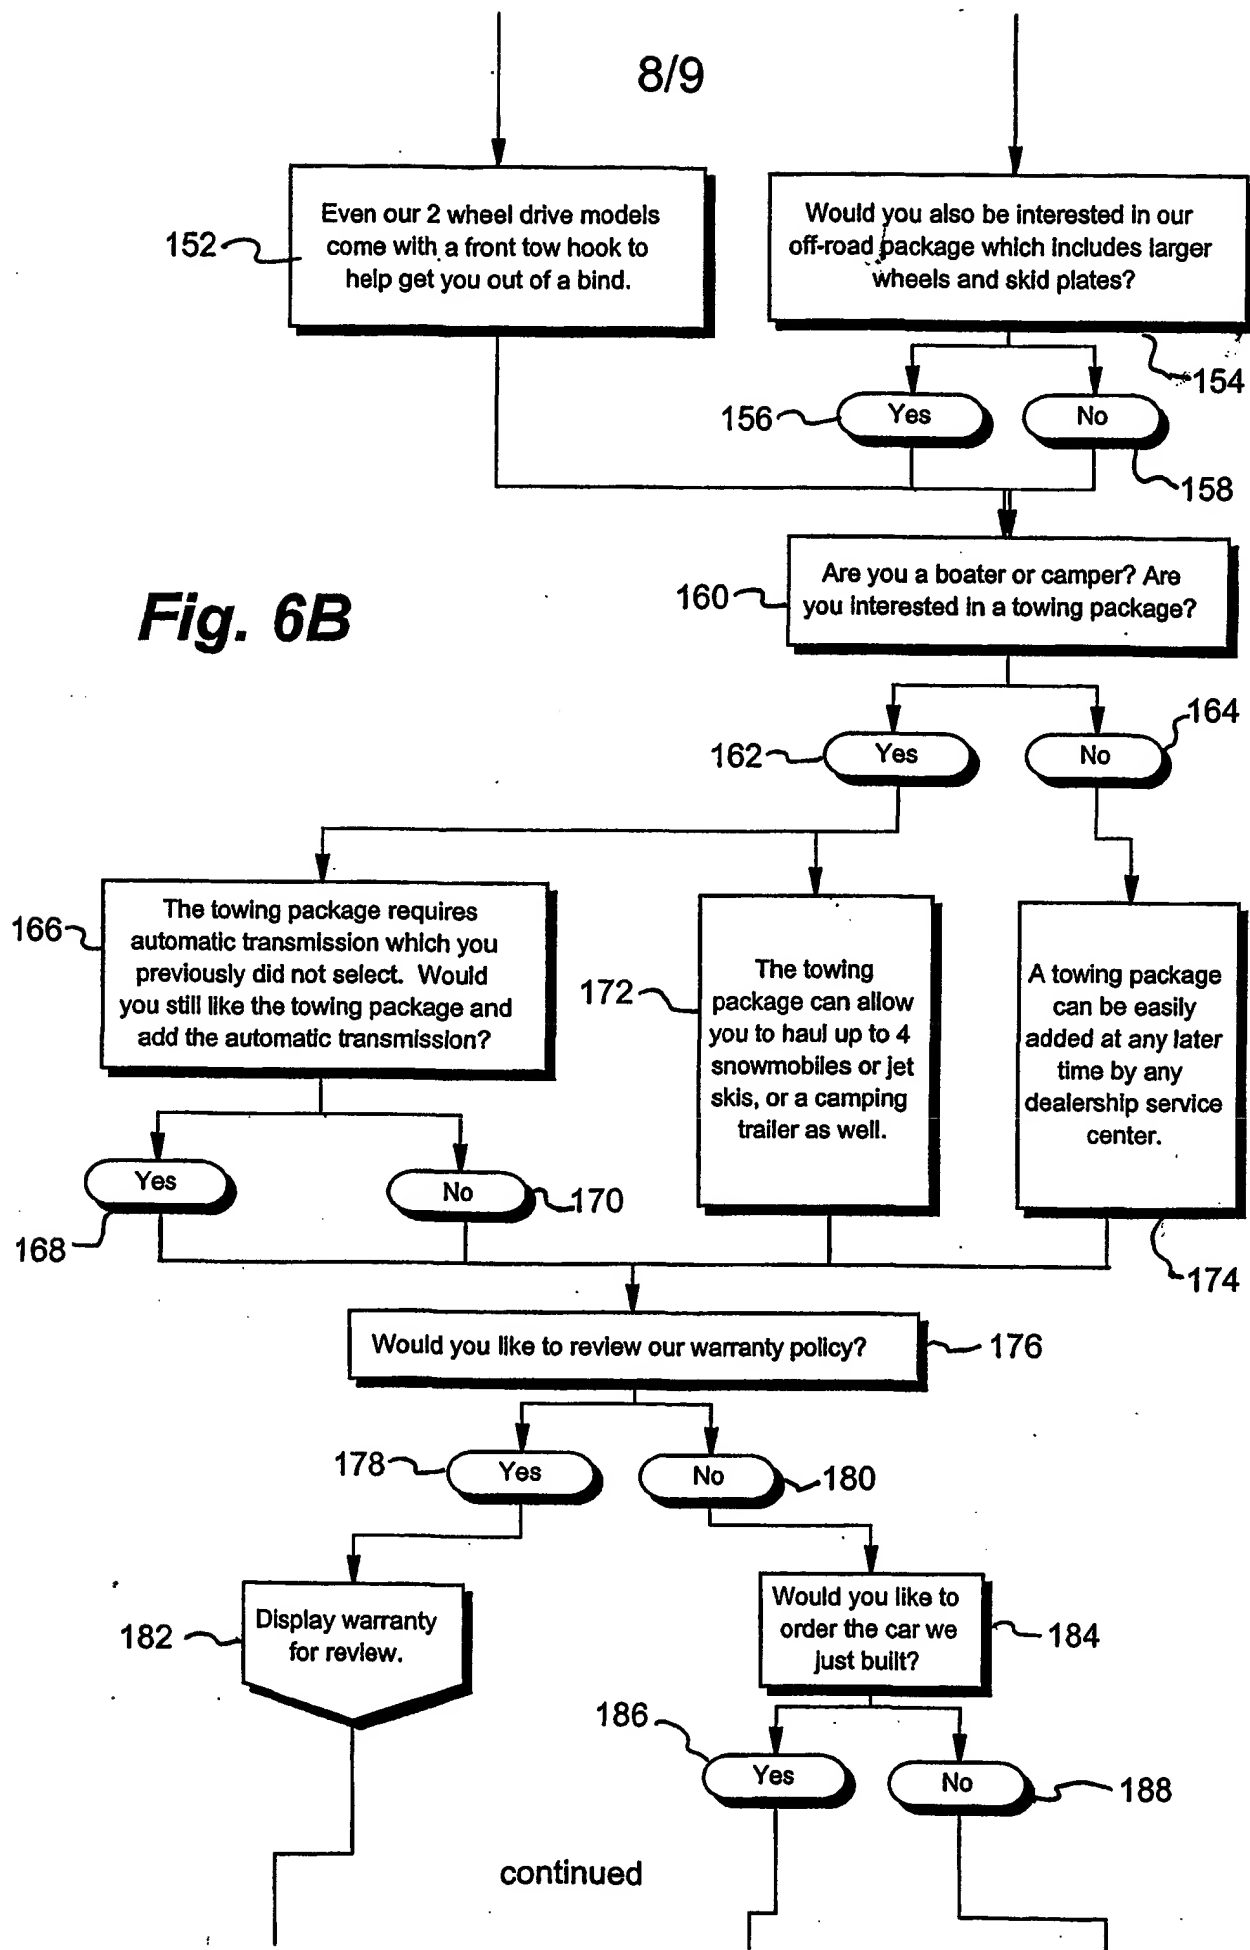 8/9
Even our 2 wheel drive models
come with a front tow hook to
help get you out of a bind.
152
Would you also be interested in our
off-road package which includes larger
wheels and skid plates?
154
156
Yes
No
158
Fig. 6B
160
Are you a boater or camper? Are
you interested in a towing package?
162
Yes
No
164
166
The towing package requires
automatic transmission which you
previously did not select. Would
you still like the towing package and
add the automatic transmission?
172
The towing
package can allow
you to haul up to 4
snowmobiles or jet
skis, or a camping
trailer as well.
A towing package
can be easily
added at any later
time by any
dealership service
center.
174
Yes
168
No
170
Would you like to review our warranty policy?
176
178
Yes
No
180
182
Display warranty
for review.
Would you like to
order the car we
just built?
184
186
Yes
No
188
continued